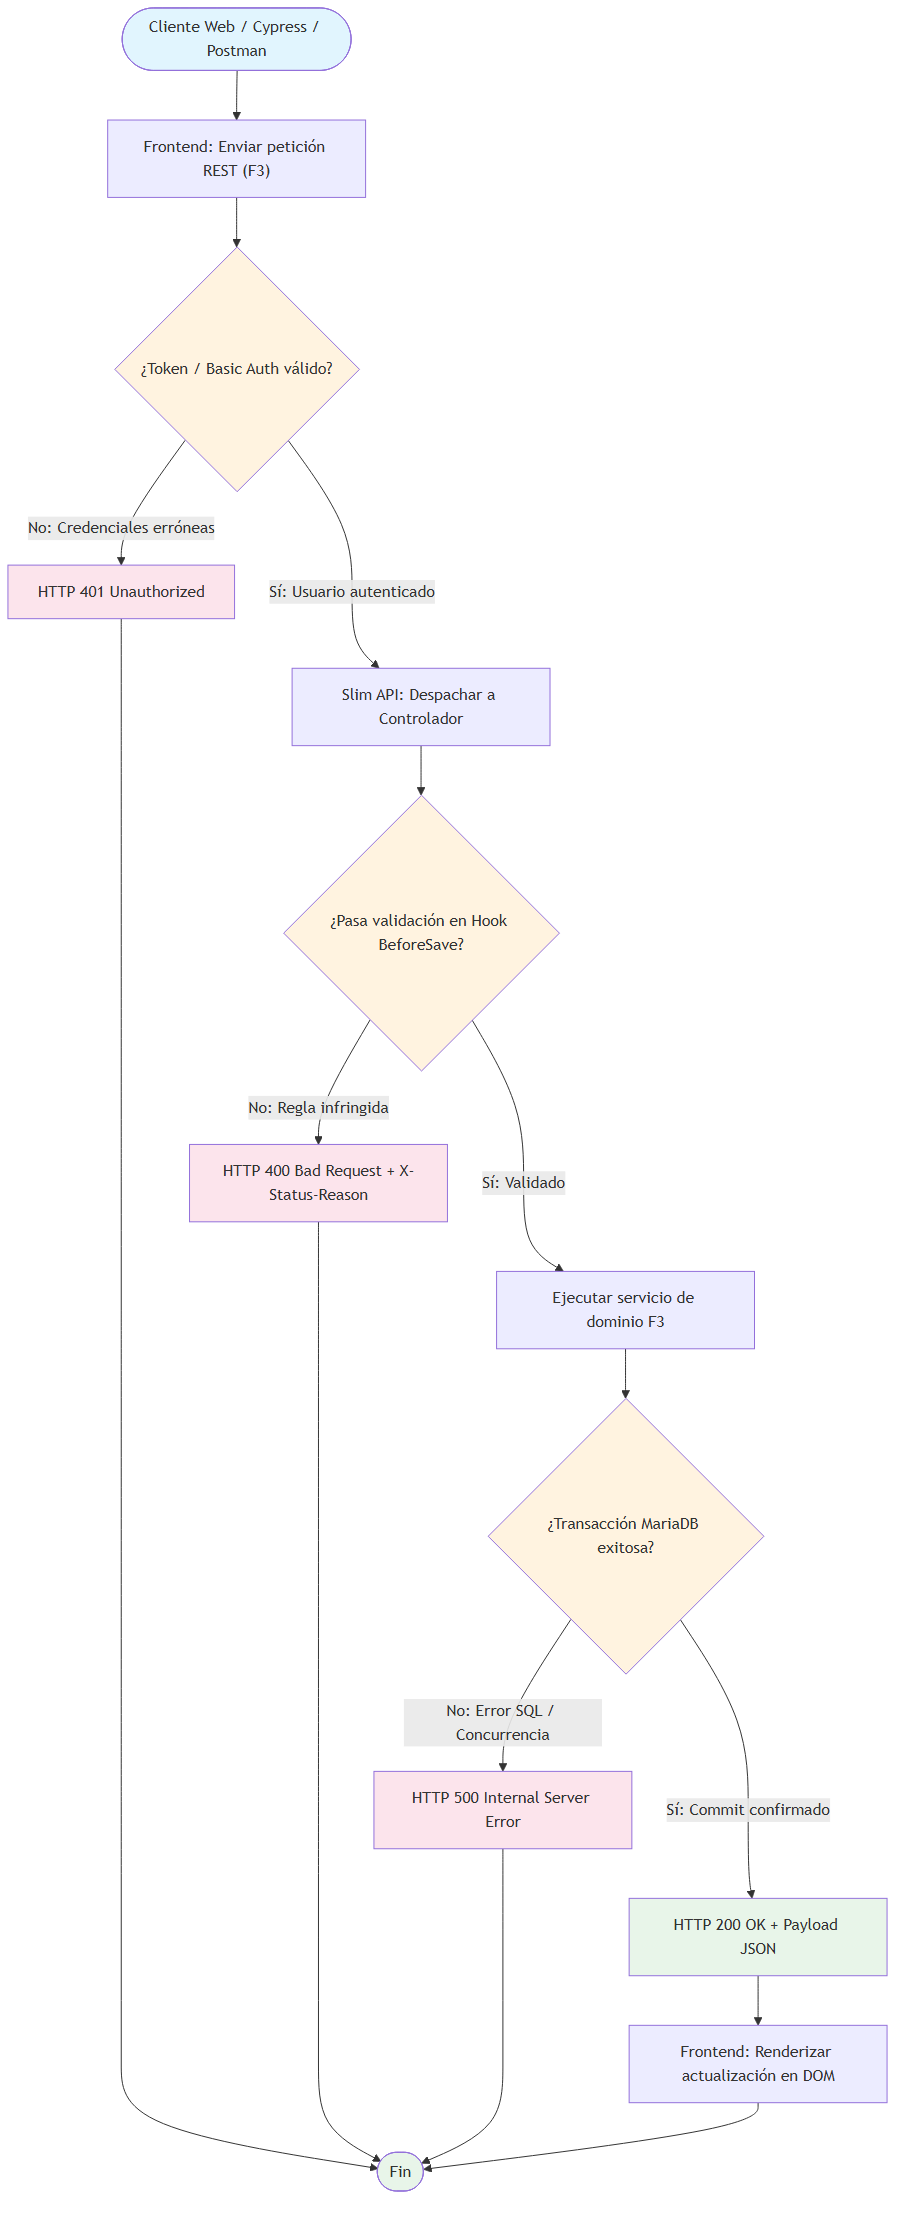 Cliente Web / Cypress /
Postman
Frontend: Enviar petición
REST (F3)
¿Token / Basic Auth válido?
No: Credenciales erróneas
HTTP 401 Unauthorized
Sí: Usuario autenticado
Slim API: Despachar a
Controlador
¿Pasa validación en Hook
BeforeSave?
No: Regla infringida
HTTP 400 Bad Request + X-
Status-Reason
Sí: Validado
Ejecutar servicio de
dominio F3
¿Transacción MariaDB
exitosa?
No: Error SQL /
Concurrencia
HTTP 500 Internal Server
Error
Sí: Commit confirmado
HTTP 200 OK + Payload
JSON
Frontend: Renderizar
actualización en DOM
Fin